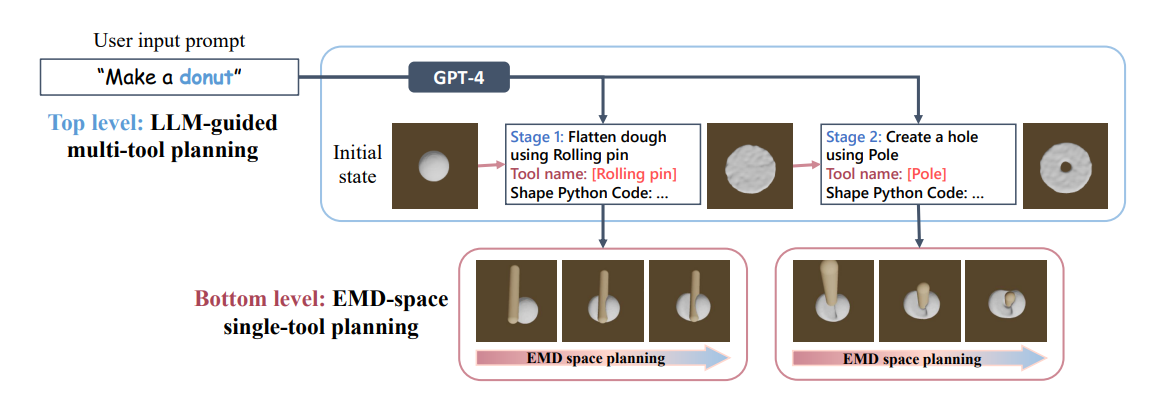 User input prompt
“Make a donut”
GPT-4
Top level: LLM-guided
multi-tool planning
Initial
state
Stage 1: Flatten dough
using Rolling pin
Tool name: [Rolling pin]
Shape Python Code: ...
Stage 2: Create a hole
using Pole
Tool name: [Pole]
Shape Python Code: ...
Bottom level: EMD-space
single-tool planning
EMD space planning
EMD space planning